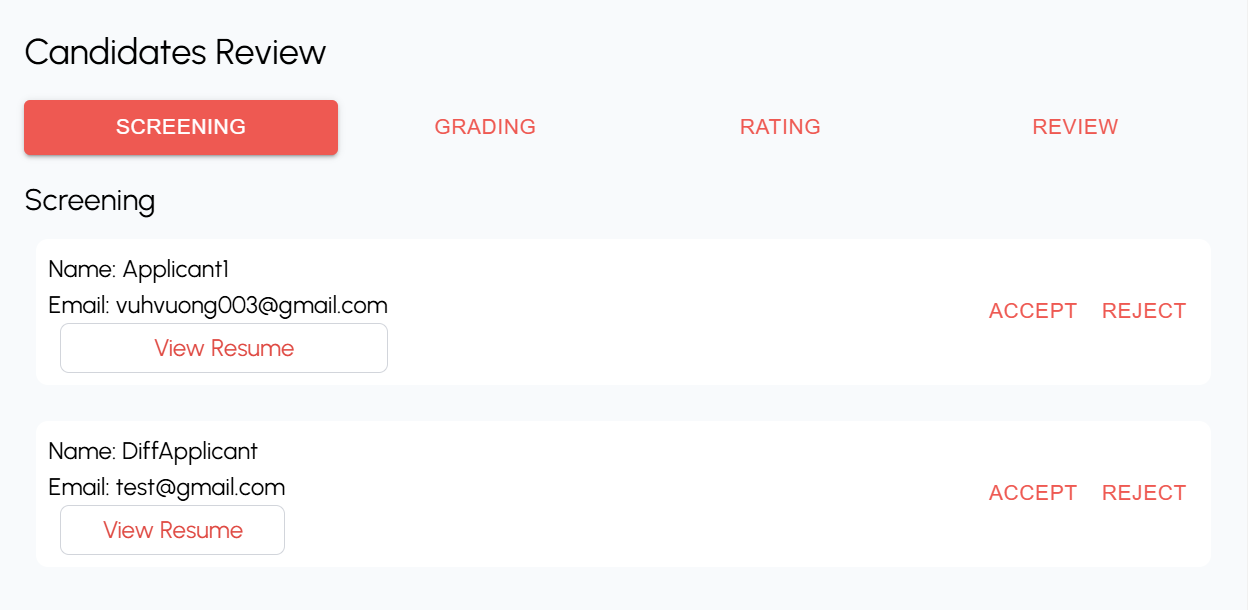 Candidates Review
SCREENING GRADING RATING REVIEW
Screening
Name: Applicant1
Email: vuhvuong003@gmail.com
ACCEPT REJECT
View Resume
Name: DiffApplicant
Email: test@gmail.com
ACCEPT REJECT
View Resume